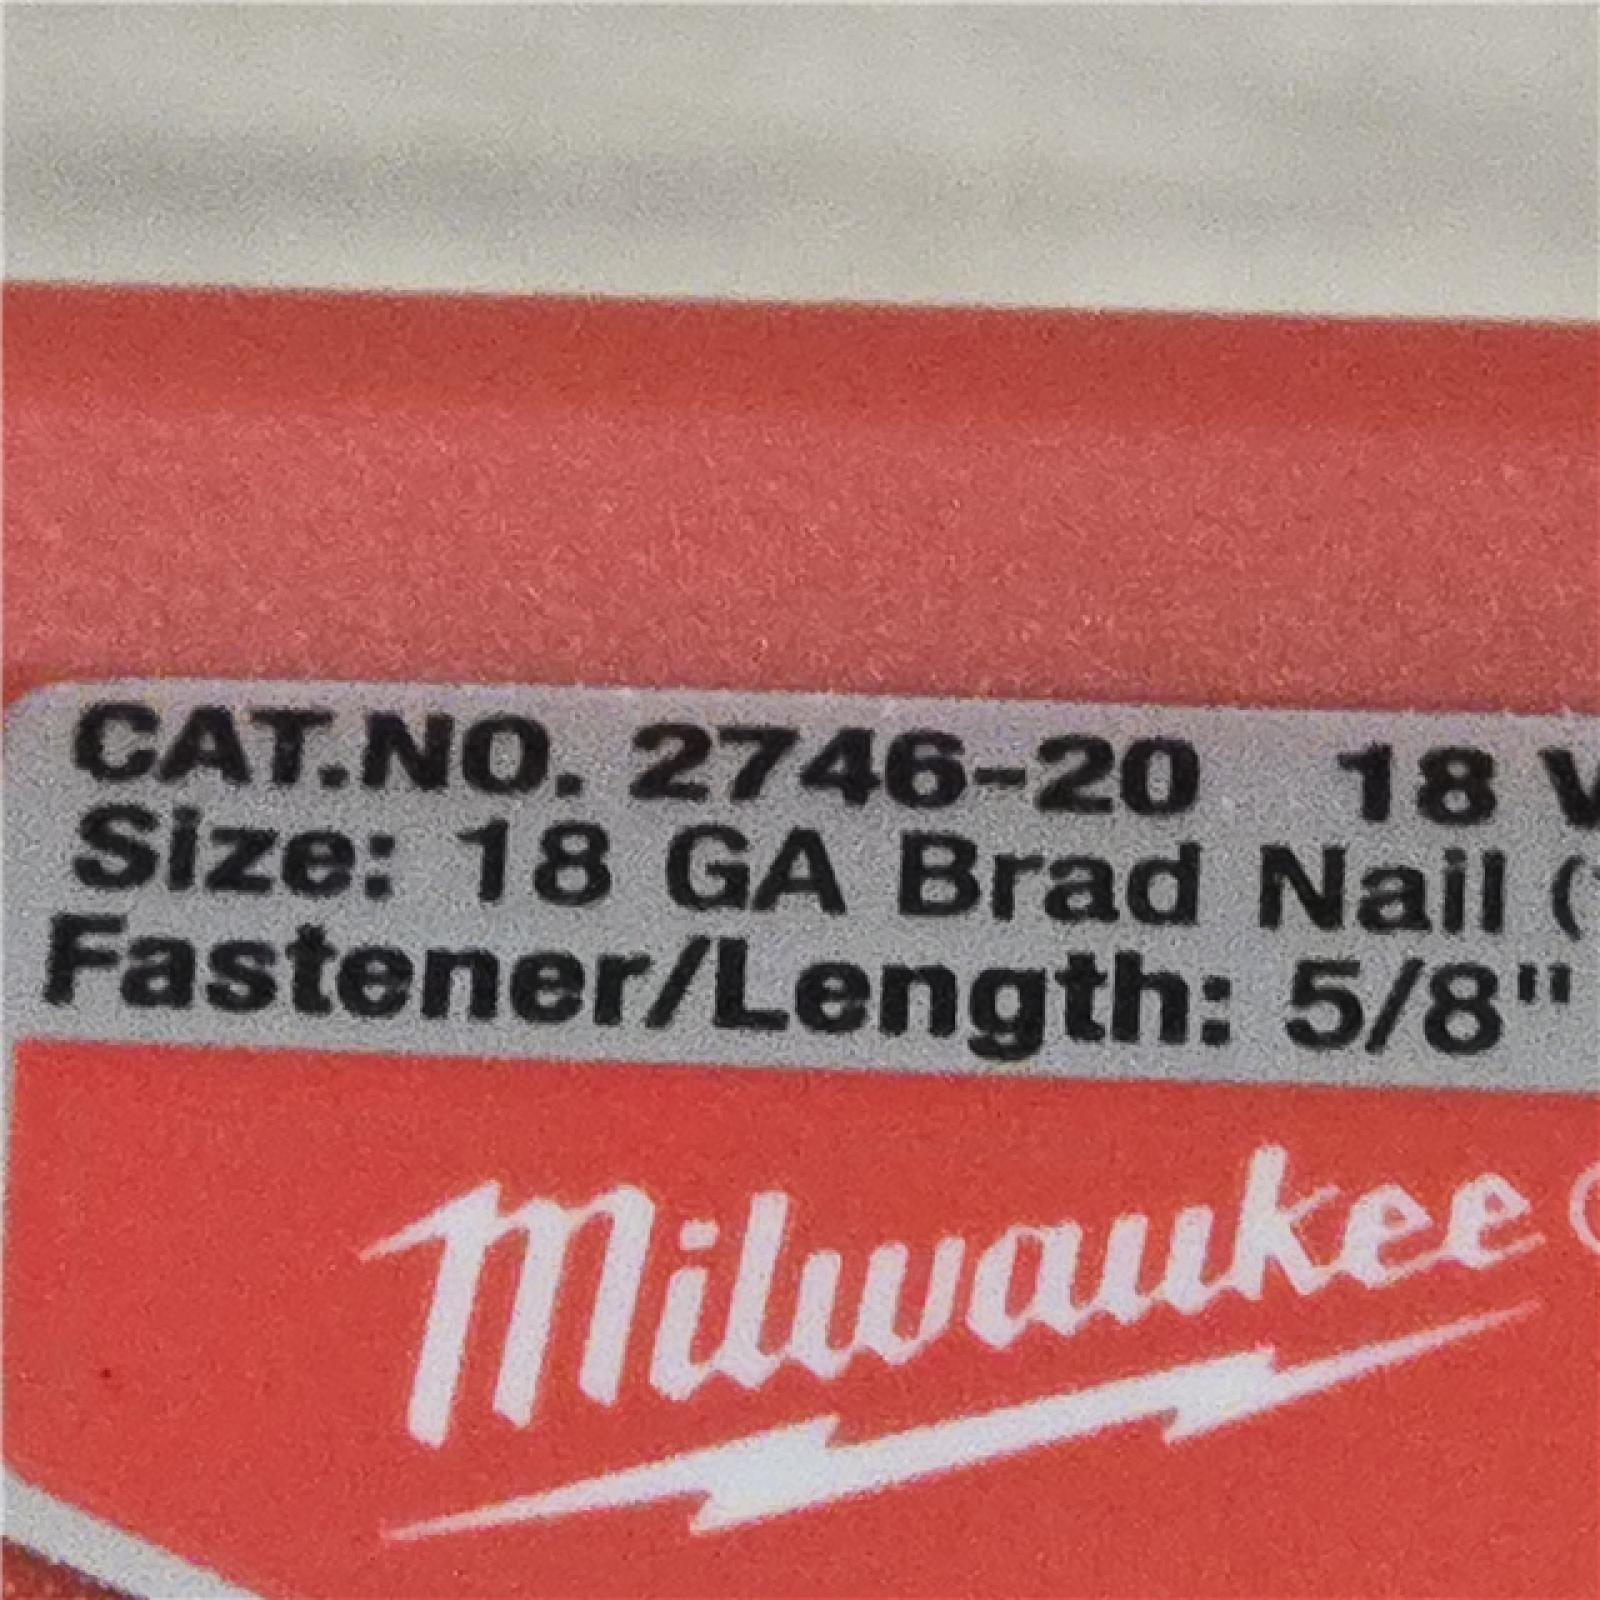 CAT.NO. 2746-20 18 V
Size: 18 GA Brad Nail (
Fastener/Length: 5/8"
Milwaukee